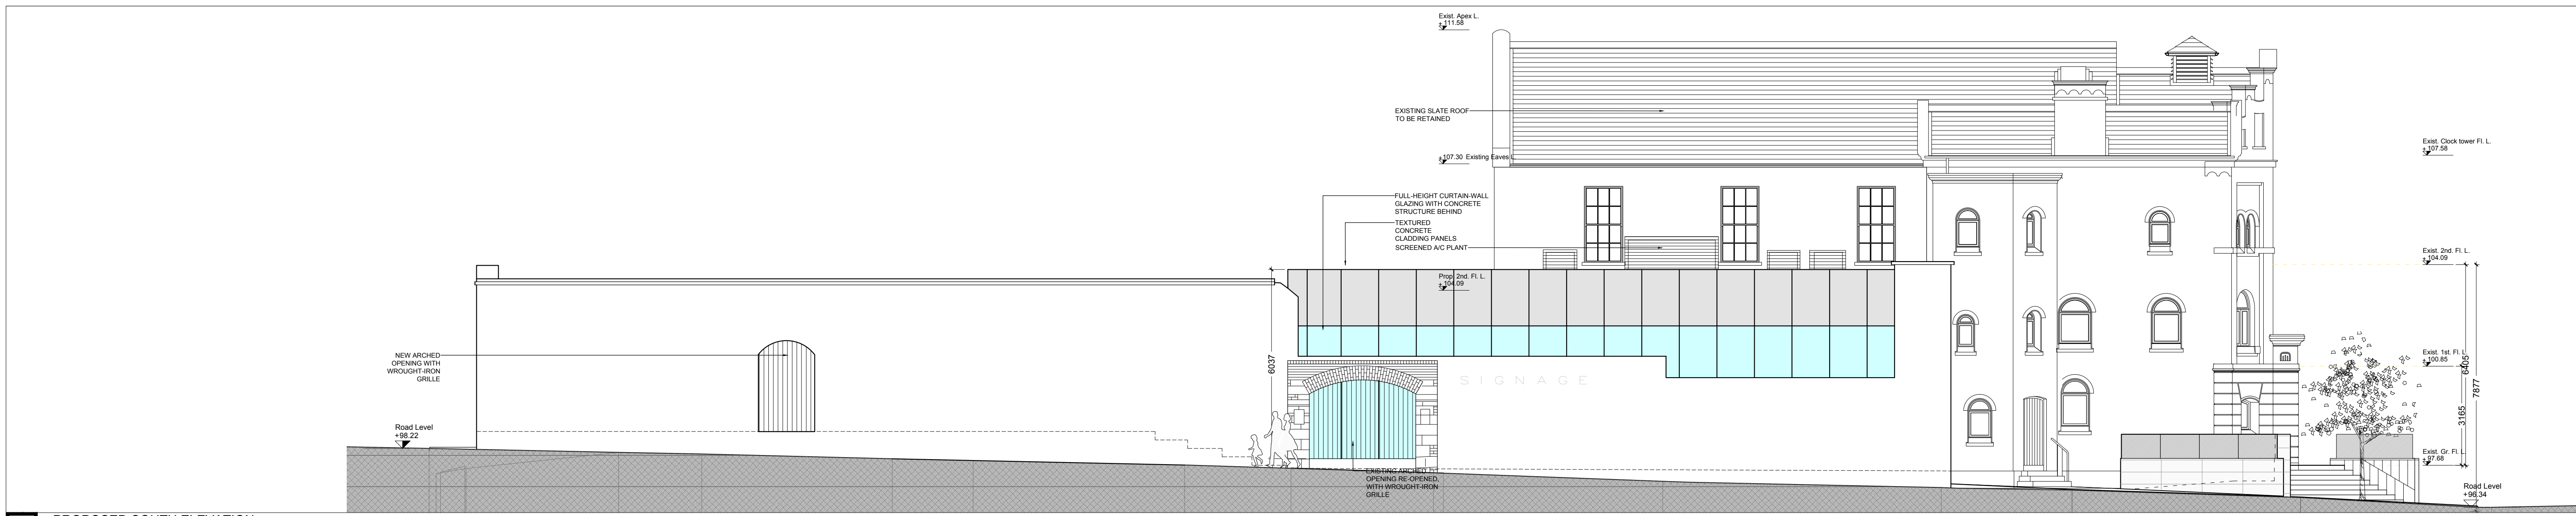 Exist. Apex L.
+ 111.58
EXISTING SLATE ROOF
TO BE RETAINED
+107.30 Existing Eaves L.
FULL-HEIGHT CURTAIN-WALL
GLAZING WITH CONCRETE
STRUCTURE BEHIND
TEXTURED
CONCRETE
CLADDING PANELS
SCREENED A/C PLANT
Prop. 2nd. Fl. L.
+ 104.09
6037
SIGNAGE
NEW ARCHED
OPENING WITH
WROUGHT-IRON
GRILLE
Road Level
+98.22
EXISTING ARCHED
OPENING RE-OPENED,
WITH WROUGHT-IRON
GRILLE
Exist. Clock tower Fl. L.
+ 107.58
Exist. 2nd. Fl. L.
+ 104.09
Exist. 1st. Fl. L.
+ 100.85
6405
7877
3165
Exist. Gr. Fl. L.
+ 97.68
Road Level
+96.34
PROPOSED SOUTH ELEVATION